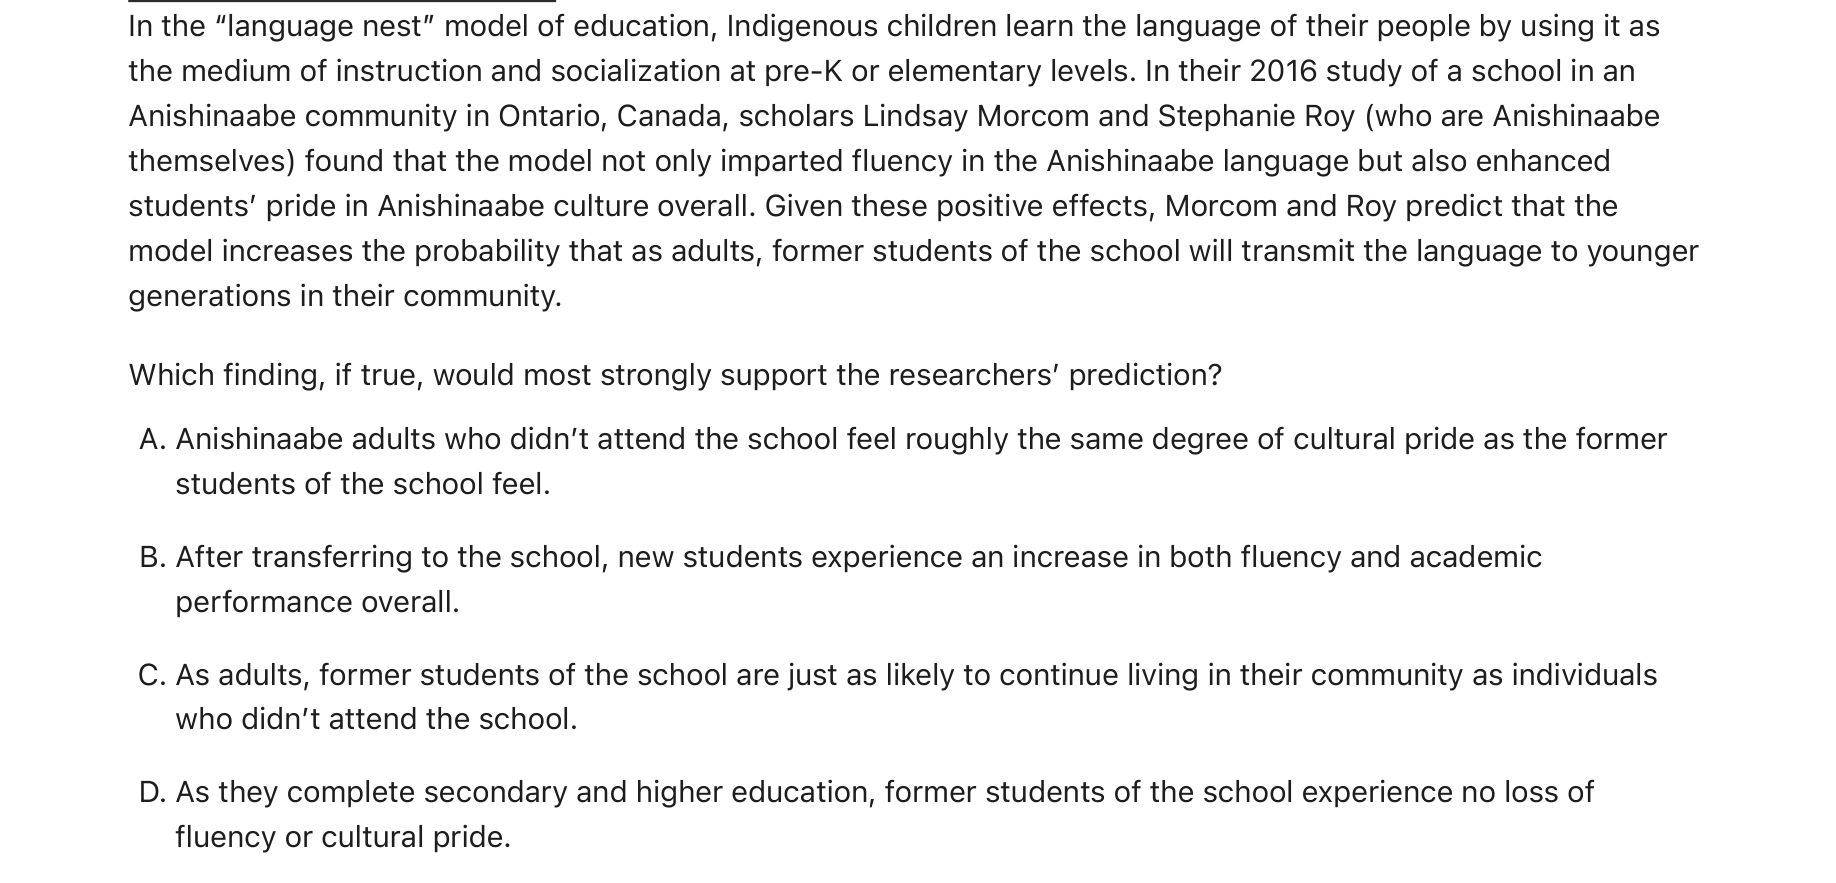 In the “language nest” model of education, Indigenous children learn the language of their people by using it as
the medium of instruction and socialization at pre-K or elementary levels. In their 2016 study of a school in an
Anishinaabe community in Ontario, Canada, scholars Lindsay Morcom and Stephanie Roy (who are Anishinaabe
themselves) found that the model not only imparted fluency in the Anishinaabe language but also enhanced
students’ pride in Anishinaabe culture overall. Given these positive effects, Morcom and Roy predict that the
model increases the probability that as adults, former students of the school will transmit the language to younger
generations in their community.
Which finding, if true, would most strongly support the researchers’ prediction?
A. Anishinaabe adults who didn’t attend the school feel roughly the same degree of cultural pride as the former
students of the school feel.
B. After transferring to the school, new students experience an increase in both fluency and academic
performance overall.
C. As adults, former students of the school are just as likely to continue living in their community as individuals
who didn’t attend the school.
D. As they complete secondary and higher education, former students of the school experience no loss of
fluency or cultural pride.